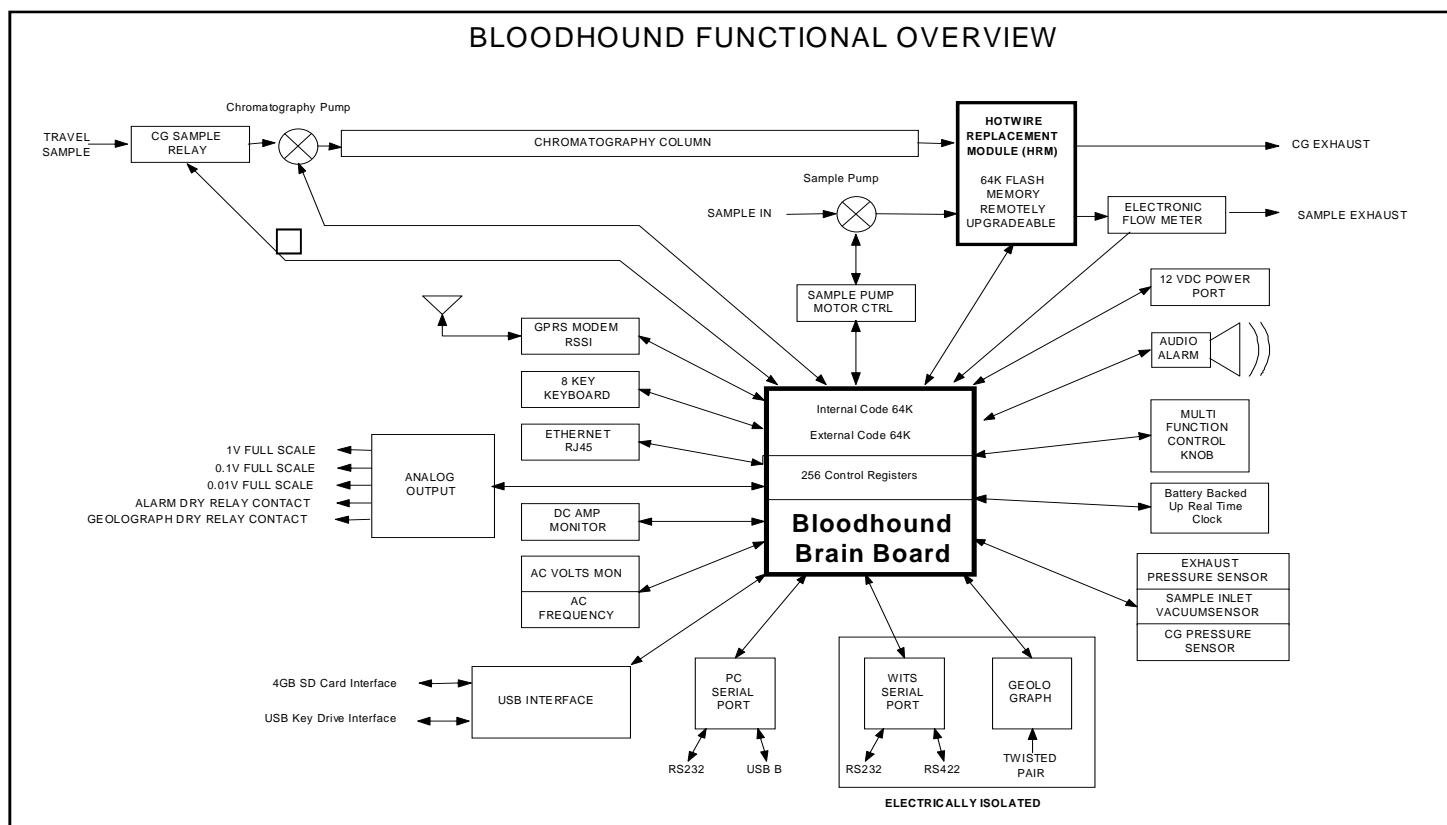 BLOODHOUND FUNCTIONAL OVERVIEW
Chromatography Pump
TRAVEL
SAMPLE
CG SAMPLE
RELAY
CHROMATOGRAPHY COLUMN
HOTWIRE
REPLACEMENT
MODULE (HRM)
64K FLASH
MEMORY
REMOTELY
UPGRADEABLE
CG EXHAUST
Sample Pump
SAMPLE IN
ELECTRONIC
FLOW METER
SAMPLE EXHAUST
SAMPLE PUMP
MOTOR CTRL
12 VDC POWER
PORT
GPRS MODEM
RSSI
AUDIO
ALARM
8 KEY
KEYBOARD
Internal Code 64K
External Code 64K
MULTI
FUNCTION
CONTROL
KNOB
ETHERNET
RJ45
1V FULL SCALE
0.1V FULL SCALE
0.01V FULL SCALE
ALARM DRY RELAY CONTACT
GEOLOGRAPH DRY RELAY CONTACT
ANALOG
OUTPUT
256 Control Registers
Battery Backed
Up Real Time
Clock
DC AMP
MONITOR
Bloodhound
Brain Board
AC VOLTS MON
AC
FREQUENCY
EXHAUST
PRESSURE SENSOR
SAMPLE INLET
VACUUMSENSOR
CG PRESSURE
SENSOR
4GB SD Card Interface
USB Key Drive Interface
USB INTERFACE
PC
SERIAL
PORT
WITS
SERIAL
PORT
GEOLO
GRAPH
RS232
USB B
RS232
RS422
TWISTED
PAIR
ELECTRICALLY ISOLATED